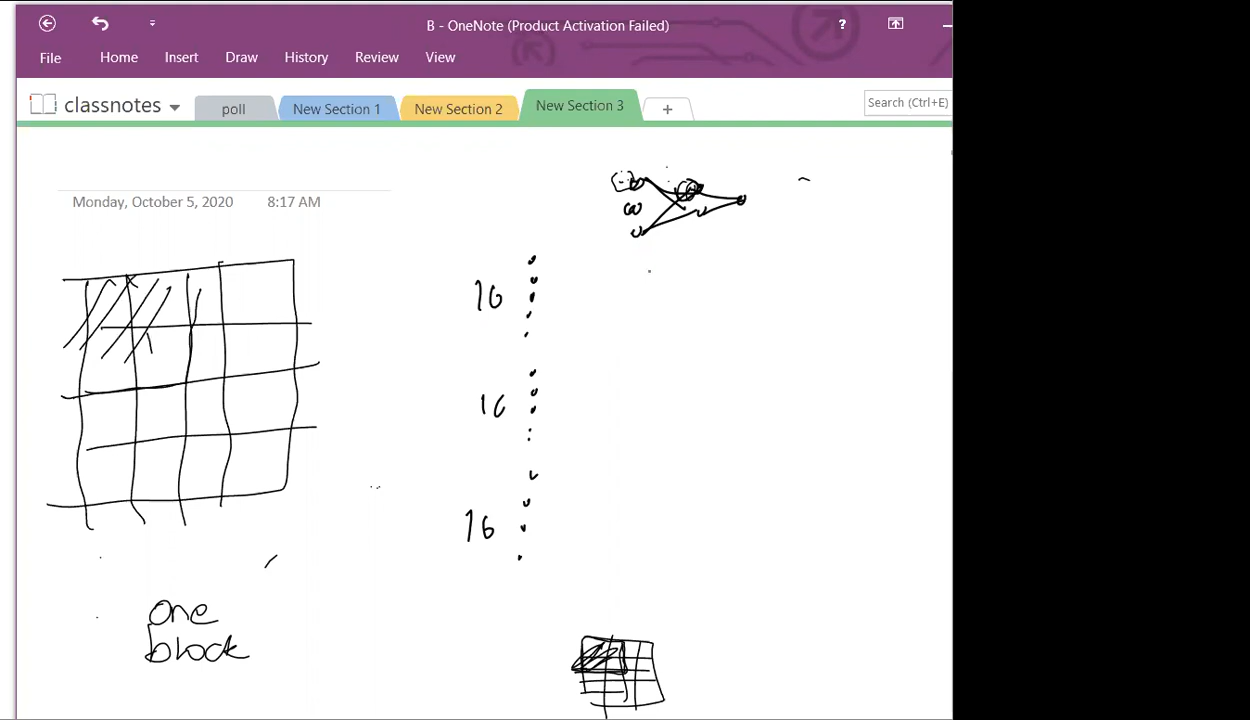 B - OneNote (Product Activation Failed)
?
File Home Insert Draw History Review View
classnotes poll New Section 1 New Section 2 New Section 3 + Search (Ctrl+E)
Monday, October 5, 2020 8:17 AM
16
16
16
one
block